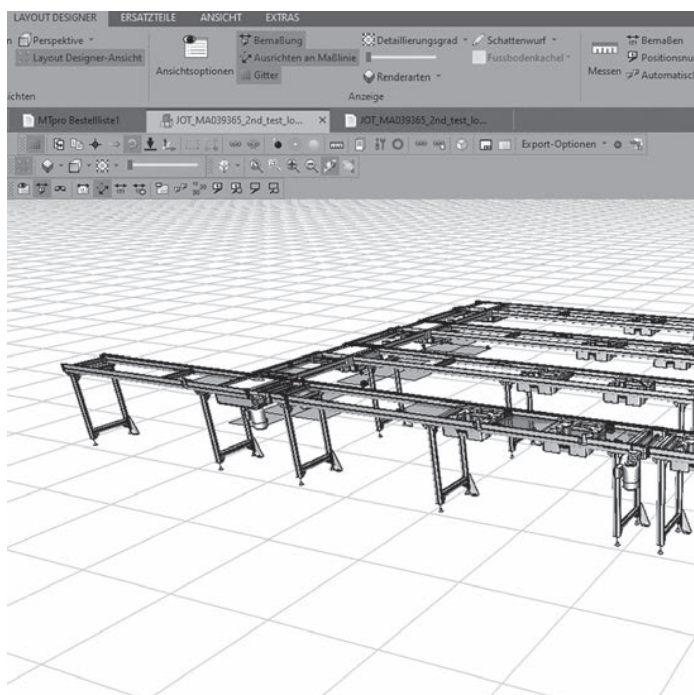 LAYOUT DESIGNER ERSATZTEILE ANSICHT EXTRAS
n Perspektive
Layout Designer-Ansicht
Ansichtsoptionen
Bemaßung
Ausrichten an Maßlinie
Gitter
Detaillierungsgrad
Renderarten
Schattenwurf
Fussbodenkachel
Messen
Bemaßen
Positionsnu
Automatisch
ichten
Anzeige
MTpro Bestellliste1 JOT_MA039365_2nd_test_lo... JOT_MA039365_2nd_test_lo...
Export-Optionen